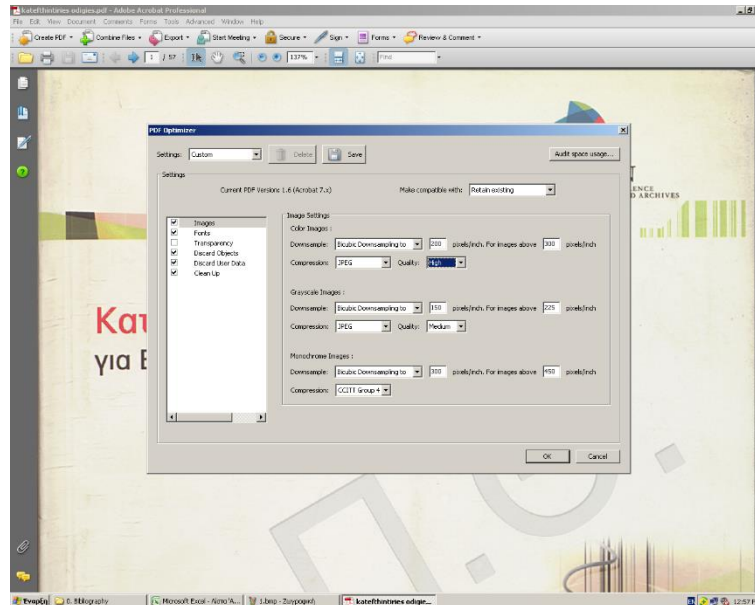 katefthintiries odigies.pdf - Adobe Acrobat Professional
File Edit View Document Comments Forms Tools Advanced Window Help
Create PDF Combine Files Export Start Meeting Secure Sign Forms Review & Comment
1 / 57 137% Find
PDF Optimizer
Settings: Custom Delete Save Audit space usage...
Settings
Current PDF Version: 1.6 (Acrobat 7.x) Make compatible with: Retain existing
Images
Fonts
Transparency
Discard Objects
Discard User Data
Clean Up
Image Settings
Color Images :
Downsample: Bicubic Downsampling to 200 pixels/inch. For images above 300 pixels/inch
Compression: JPEG Quality: High
Grayscale Images :
Downsample: Bicubic Downsampling to 150 pixels/inch. For images above 225 pixels/inch
Compression: JPEG Quality: Medium
Monochrome Images :
Downsample: Bicubic Downsampling to 300 pixels/inch. For images above 450 pixels/inch
Compression: CCITT Group 4
OK Cancel
ENCE
D ARCHIVES
Κατ
για Ε
Π.Θ.
Έναρξη 0. Bibliography Microsoft Excel - Λίστα 'Α... 1.bmp - Ζωγραφική katefthintiries odigie... EN 12:57